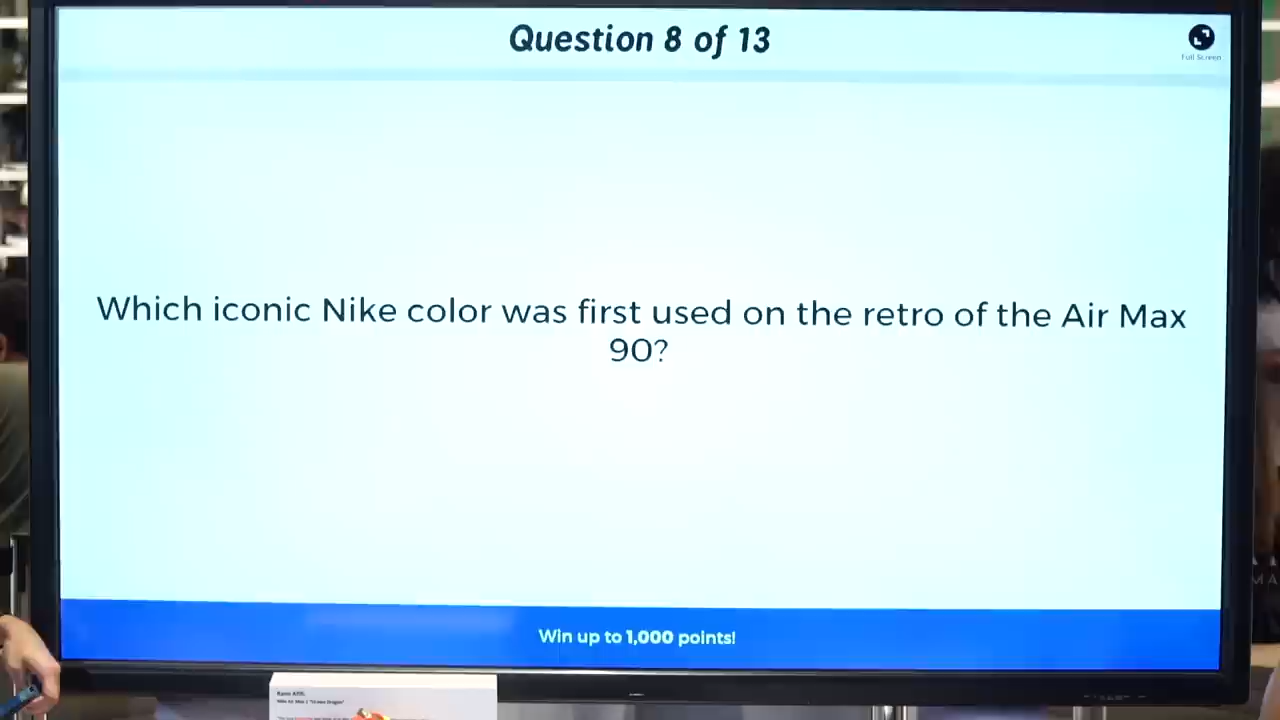 Question 8 of 13
Full Screen
Which iconic Nike color was first used on the retro of the Air Max
90?
Win up to 1,000 points!